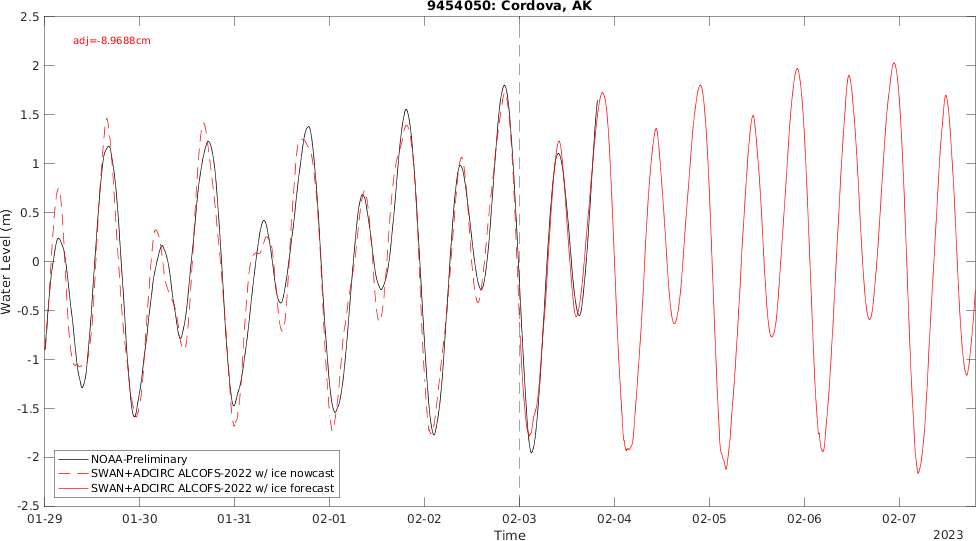 9454050: Cordova, AK
adj=-8.9688cm
2.5
2
1.5
1
0.5
0
-0.5
-1
-1.5
-2
-2.5
Water Level (m)
NOAA-Preliminary
SWAN+ADCIRC ALCOFS-2022 w/ ice nowcast
SWAN+ADCIRC ALCOFS-2022 w/ ice forecast
01-29 01-30 01-31 02-01 02-02 02-03 02-04 02-05 02-06 02-07
Time
2023